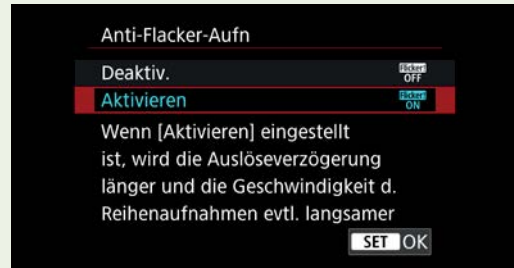 Anti-Flacker-Aufn
Deaktiv.
Flicker!
OFF
Aktivieren
Flicker!
ON
Wenn [Aktivieren] eingestellt
ist, wird die Auslöseverzögerung
länger und die Geschwindigkeit d.
Reihenaufnahmen evtl. langsamer
SET OK